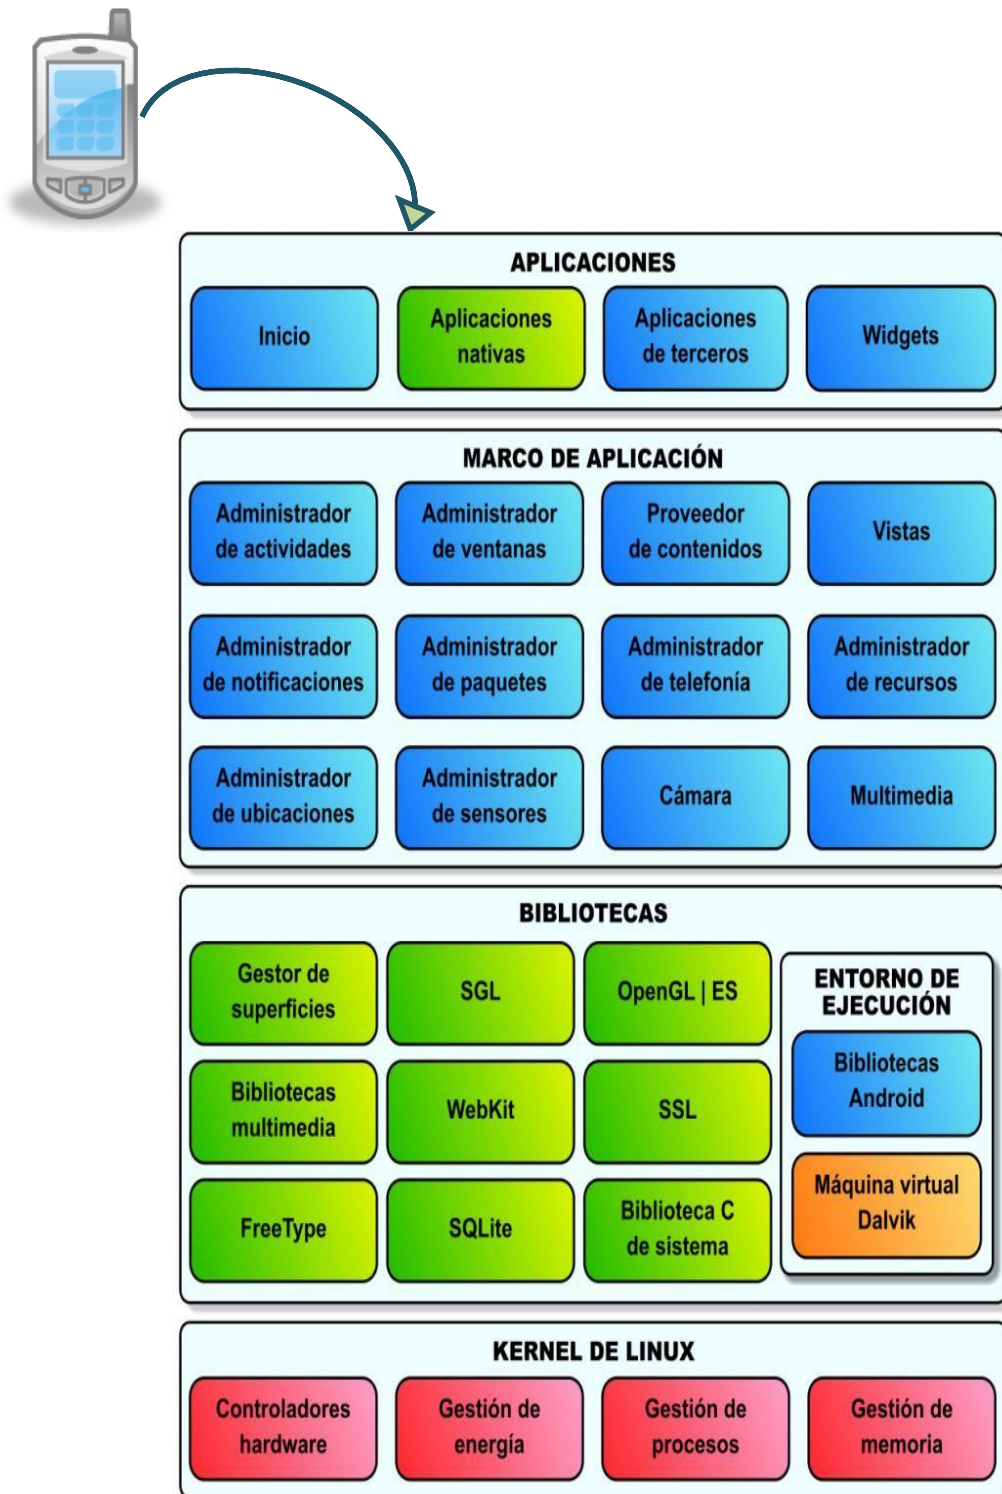 APLICACIONES
Inicio
Aplicaciones
nativas
Aplicaciones
de terceros
Widgets
MARCO DE APLICACIÓN
Administrador
de actividades
Administrador
de ventanas
Proveedor
de contenidos
Vistas
Administrador
de notificaciones
Administrador
de paquetes
Administrador
de telefonía
Administrador
de recursos
Administrador
de ubicaciones
Administrador
de sensores
Cámara
Multimedia
BIBLIOTECAS
Gestor de
superficies
SGL
OpenGL | ES
Bibliotecas
multimedia
WebKit
SSL
FreeType
SQLite
Biblioteca C
de sistema
ENTORNO DE
EJECUCIÓN
Bibliotecas
Android
Máquina virtual
Dalvik
KERNEL DE LINUX
Controladores
hardware
Gestión de
energía
Gestión de
procesos
Gestión de
memoria